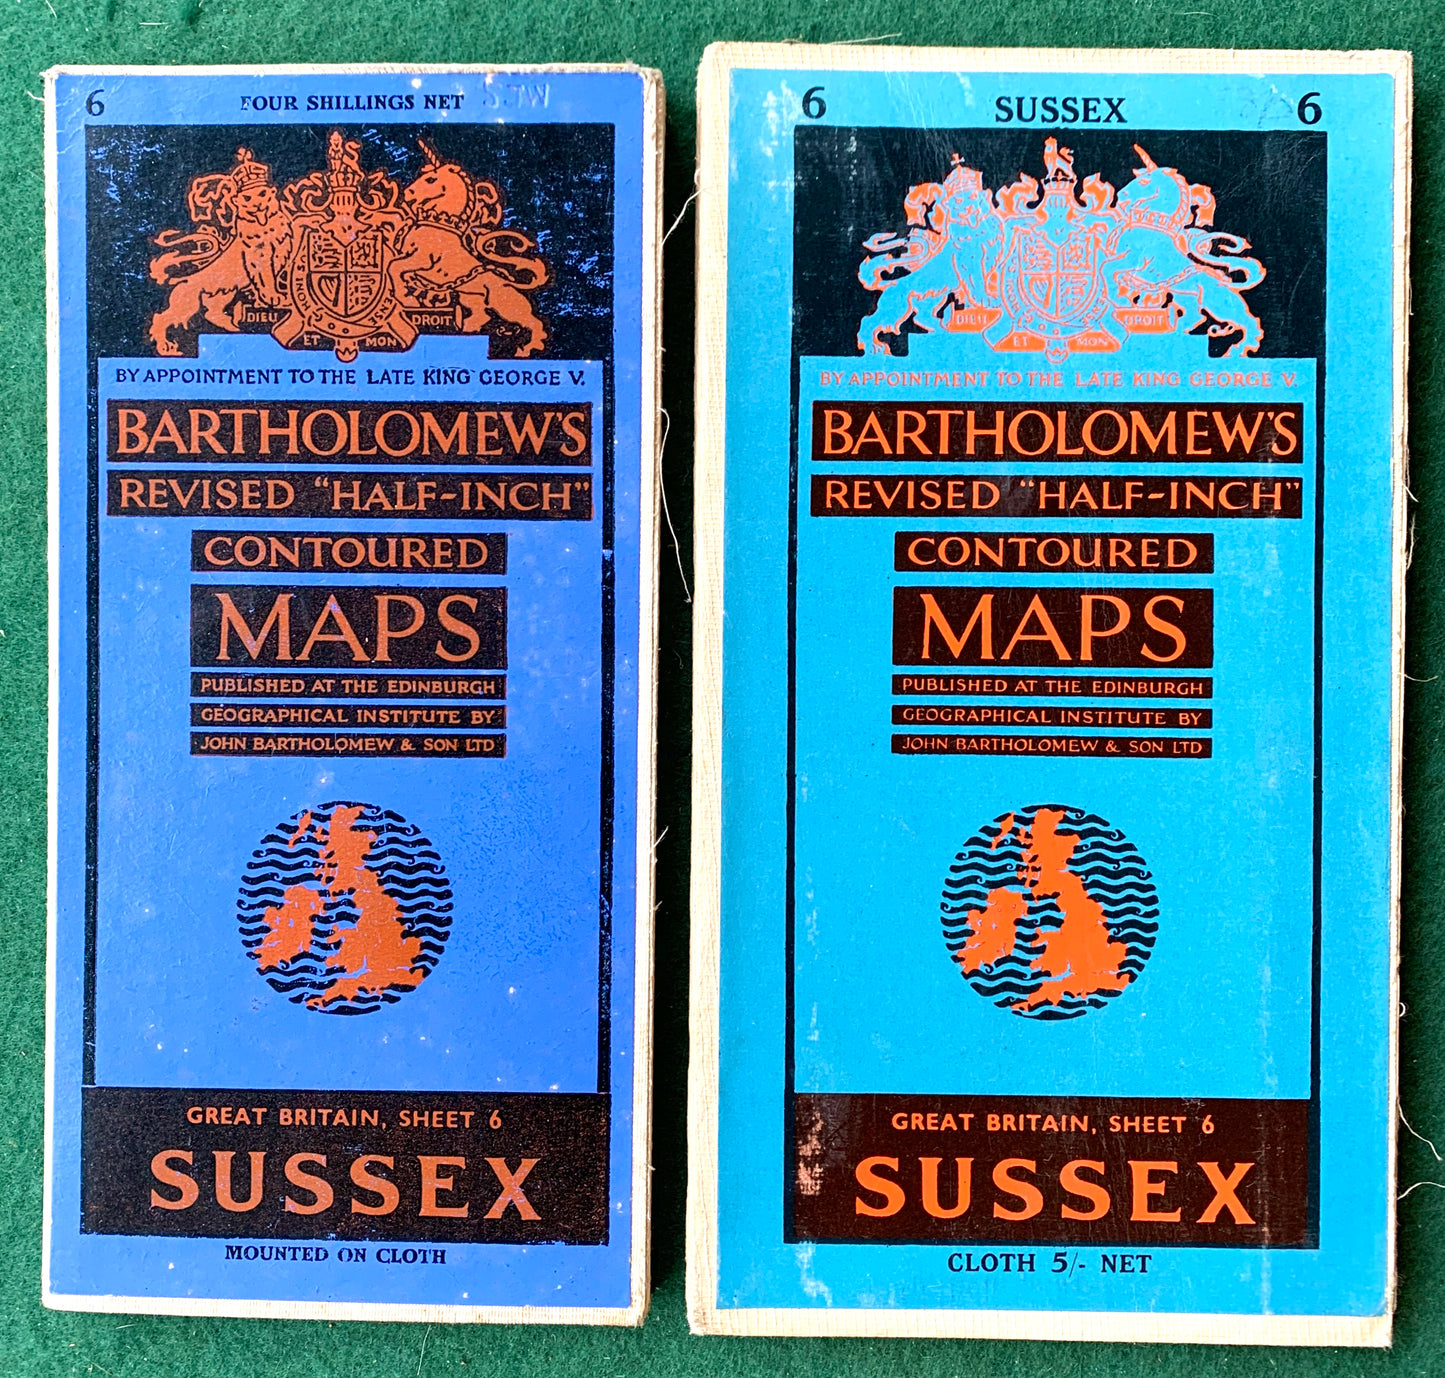 6 FOUR SHILLINGS NET SJW
DIEU DROIT
ET MON
BY APPOINTMENT TO THE LATE KING GEORGE V.
BARTHOLOMEW'S
REVISED "HALF-INCH"
CONTOURED
MAPS
PUBLISHED AT THE EDINBURGH
GEOGRAPHICAL INSTITUTE BY
JOHN BARTHOLOMEW & SON LTD
GREAT BRITAIN, SHEET 6
SUSSEX
MOUNTED ON CLOTH
6 SUSSEX 6
DIEU DROIT
ET MON
BY APPOINTMENT TO THE LATE KING GEORGE V.
BARTHOLOMEW'S
REVISED "HALF-INCH"
CONTOURED
MAPS
PUBLISHED AT THE EDINBURGH
GEOGRAPHICAL INSTITUTE BY
JOHN BARTHOLOMEW & SON LTD
GREAT BRITAIN, SHEET 6
SUSSEX
CLOTH 5/- NET